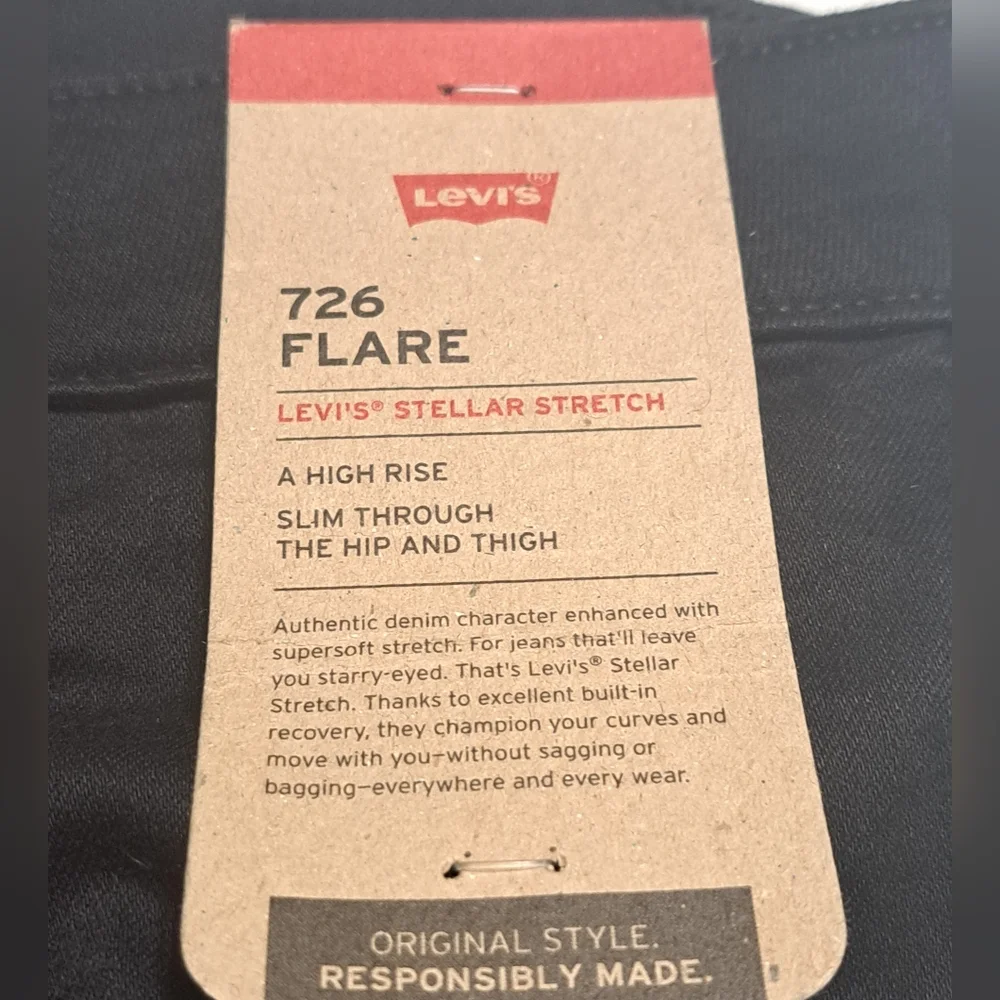 Levi's®
726
FLARE
LEVI'S® STELLAR STRETCH
A HIGH RISE
SLIM THROUGH
THE HIP AND THIGH
Authentic denim character enhanced with
supersoft stretch. For jeans that'll leave
you starry-eyed. That's Levi's® Stellar
Stretch. Thanks to excellent built-in
recovery, they champion your curves and
move with you—without sagging or
bagging—everywhere and every wear.
ORIGINAL STYLE.
RESPONSIBLY MADE.